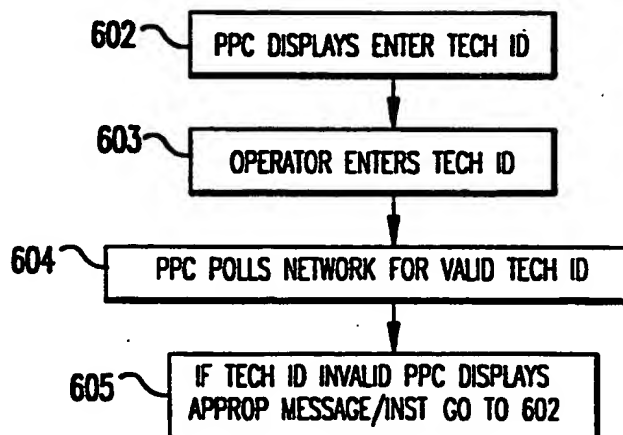 602
PPC DISPLAYS ENTER TECH ID
603
OPERATOR ENTERS TECH ID
604
PPC POLLS NETWORK FOR VALID TECH ID
605
IF TECH ID INVALID PPC DISPLAYS
APPROP MESSAGE/INST GO TO 602